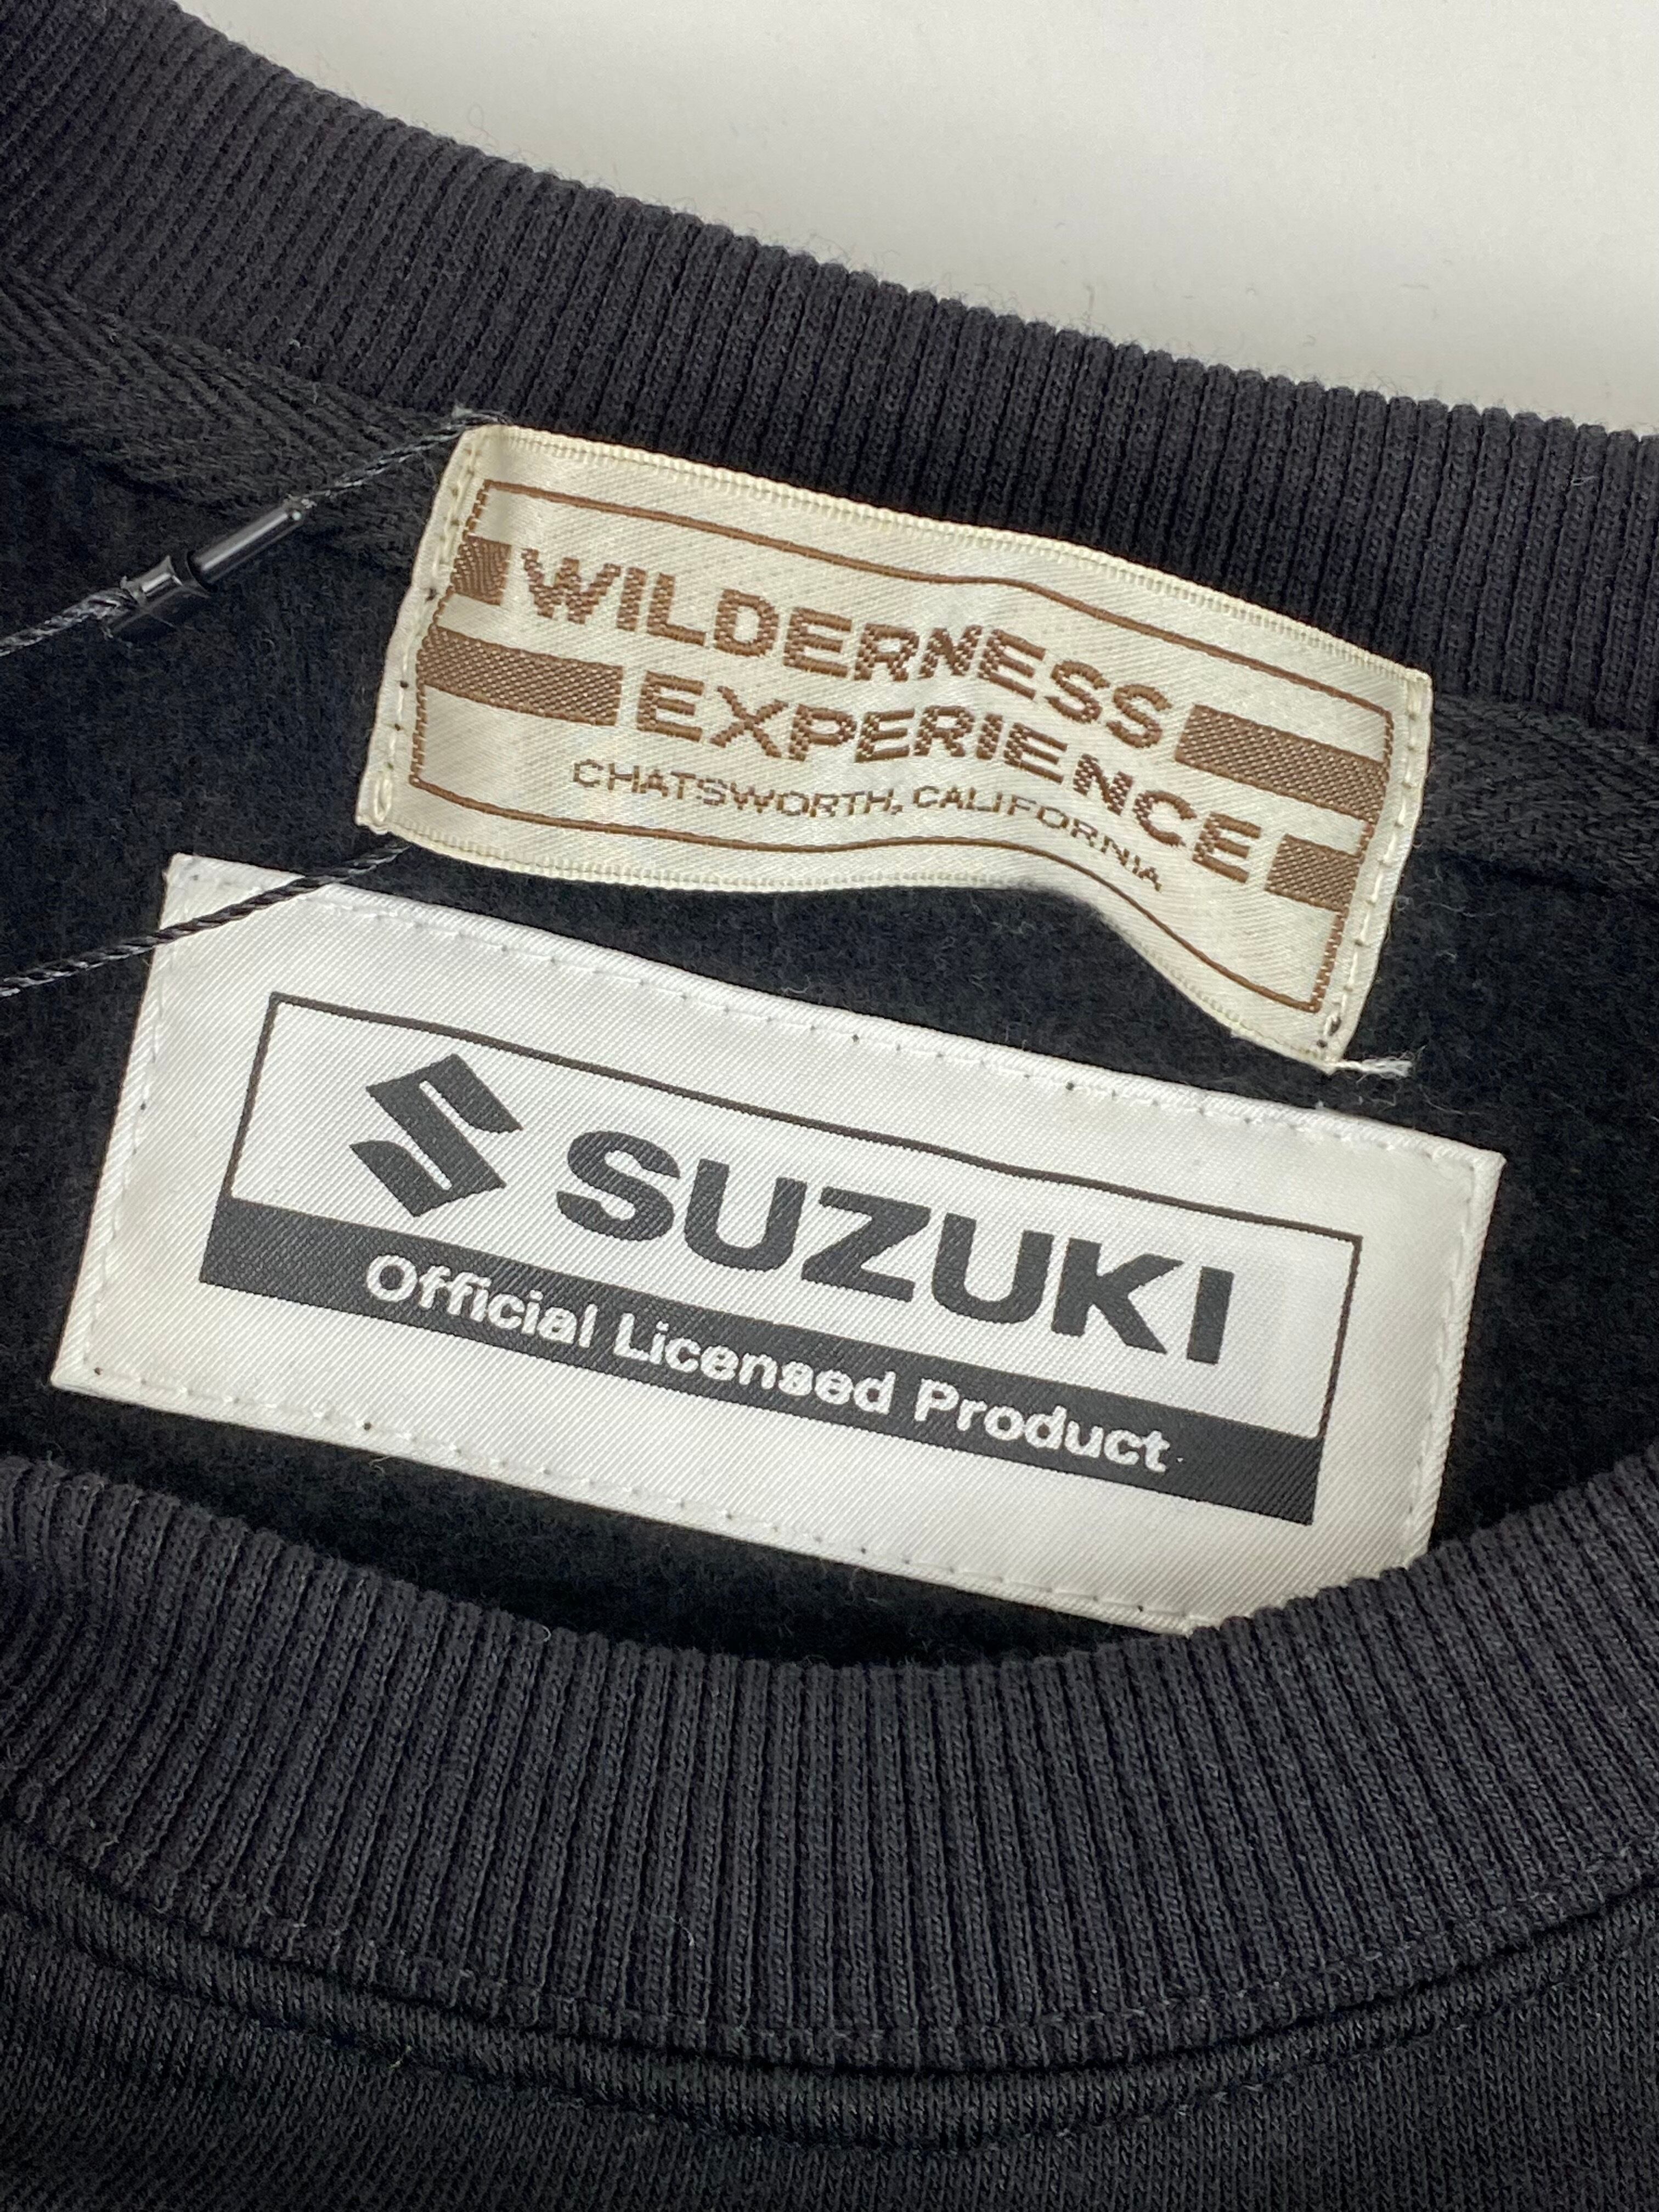 WILDERNESS
EXPERIENCE
CHATSWORTH, CALIFORNIA
SUZUKI
Official Licensed Product